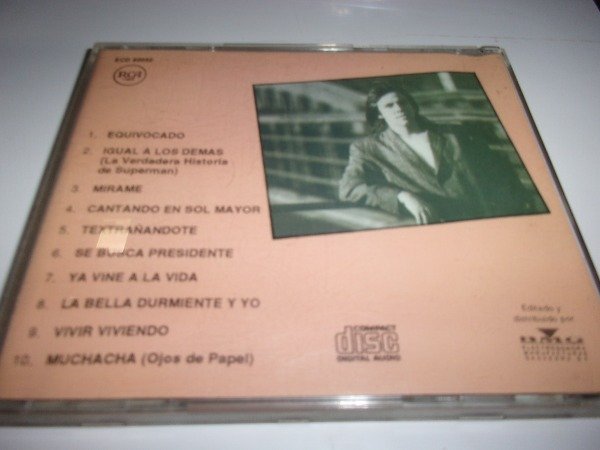 RCA
1. EQUIVOCADO
2. IGUAL A LOS DEMAS
(La Verdadera Historia
de Superman)
3. MIRAME
4. CANTANDO EN SOL MAYOR
5. TEXTRAÑANDOTE
6. SE BUSCA PRESIDENTE
7. YA VINE A LA VIDA
8. LA BELLA DURMIENTE Y YO
9. VIVIR VIVIENDO
10. MUCHACHA (Ojos de Papel)
COMPACT
disc
DIGITAL AUDIO
Editado y
distribuido por
BMG